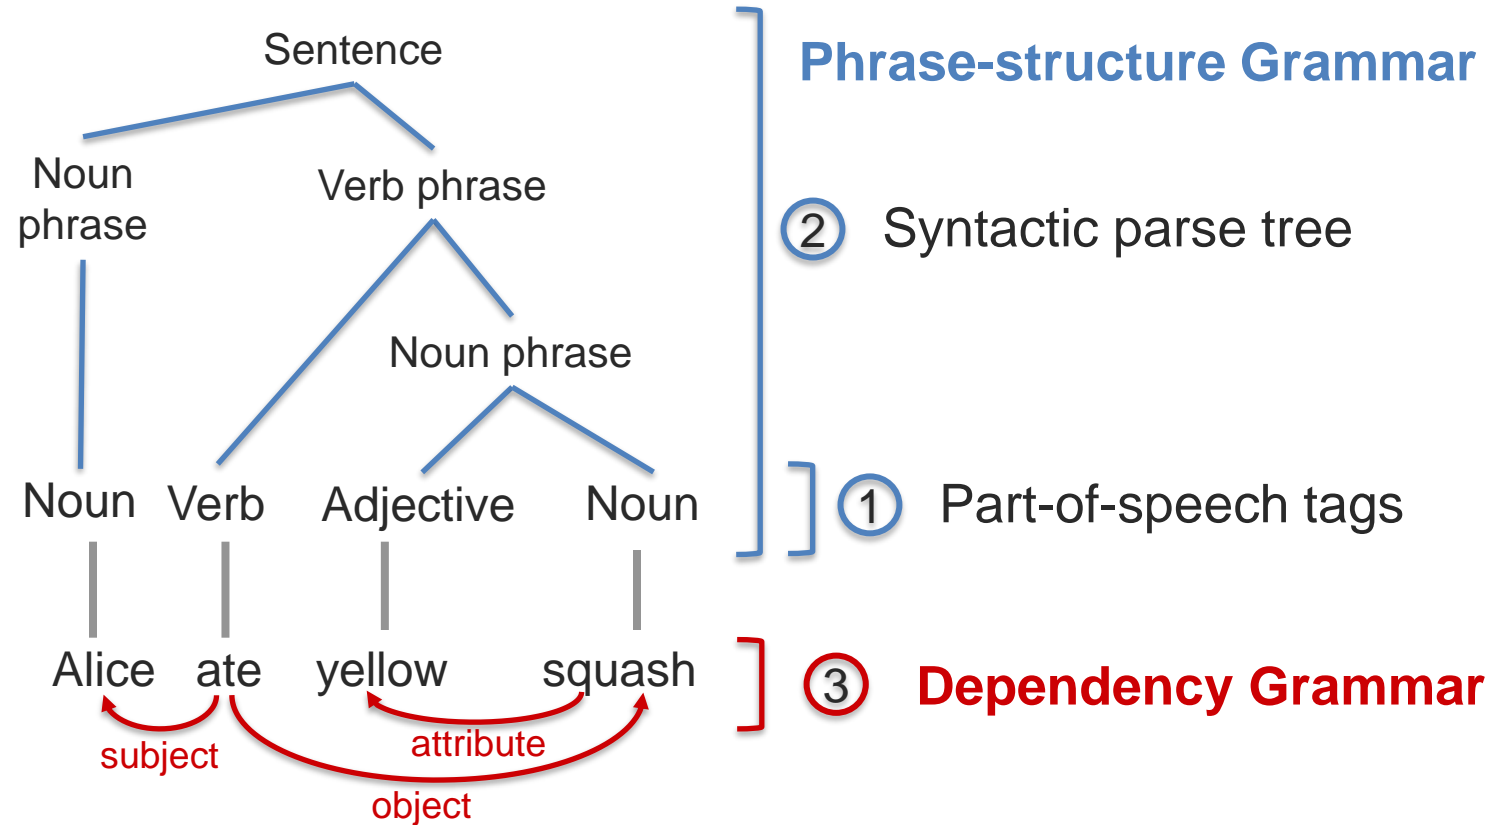 Sentence
Phrase-structure Grammar
Noun
phrase
Verb phrase
2 Syntactic parse tree
Noun phrase
Noun Verb Adjective Noun
1 Part-of-speech tags
Alice ate yellow squash
3 Dependency Grammar
subject
attribute
object